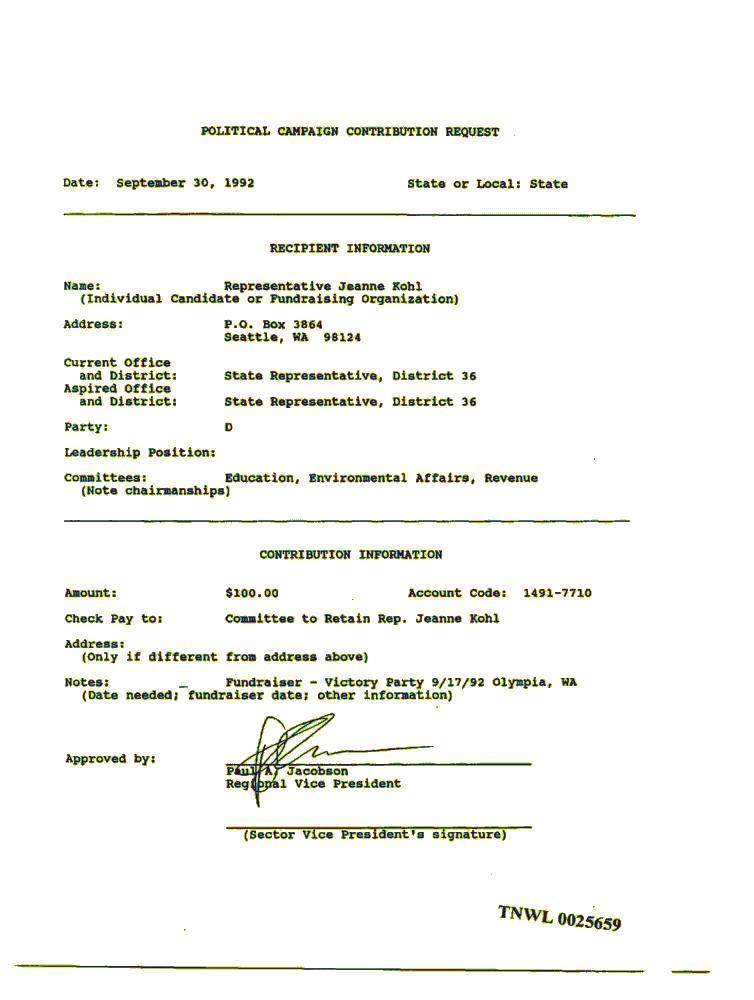 POLITICAL CAMPAIGN CONTRIBUTION REQUEST
Date: September 30, 1992 State or Local: State
RECIPIENT INFORMATION
Name: Representative Jeanne Kohl
(Individual Candidate or Fundraising Organization)
Address: P.O. Box 3864
Seattle, WA 98124
Current Office
and District: State Representative, District 36
Aspired Office
and District: State Representative, District 36
Party: D
Leadership Position:
Committees: Education, Environmental Affairs, Revenue
(Note chairmanships)
CONTRIBUTION INFORMATION
Amount: $100.00 Account Code: 1491-7710
Check Pay to: Committee to Retain Rep. Jeanne Kohl
Address:
(Only if different from address above)
Notes: _ Fundraiser - Victory Party 9/17/92 Olympia, WA
(Date needed; fundraiser date; other information)
Approved by:
Paul A. Jacobson
Regional Vice President
(Sector Vice President's signature)
TNWL 0025659